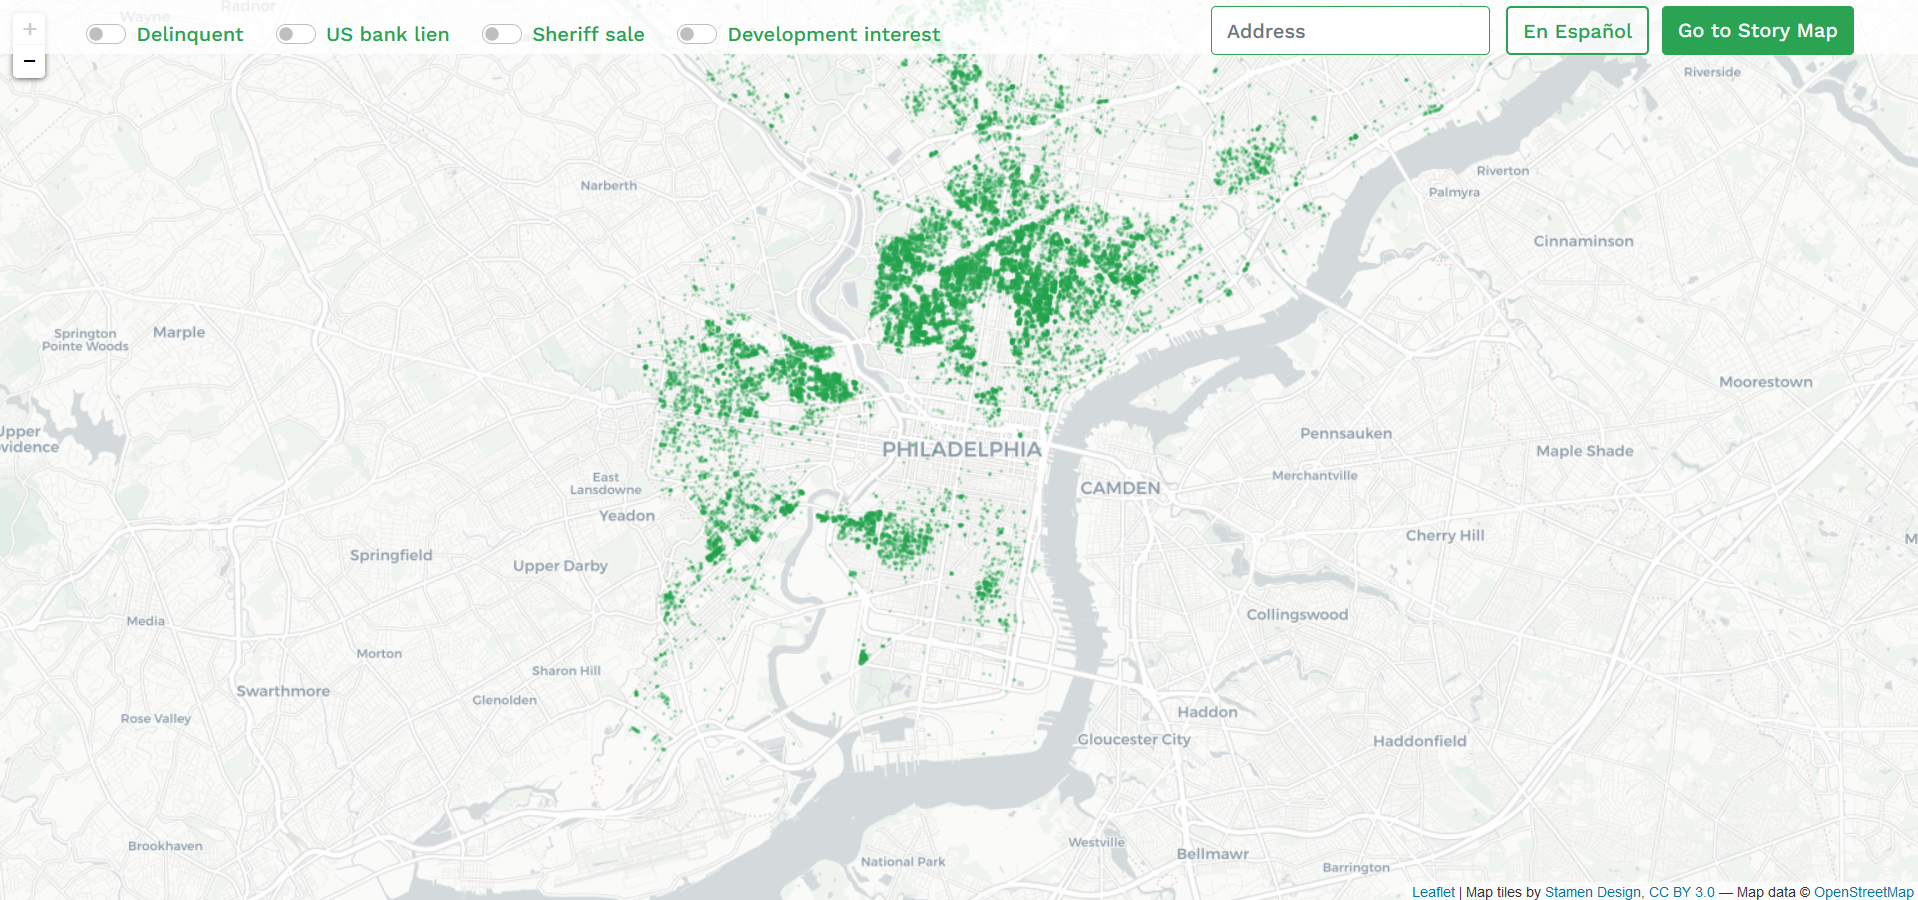 Wayne
Radnor
+
−
Delinquent
US bank lien
Sheriff sale
Development interest
Address
En Español
Go to Story Map
Riverside
Narberth
Riverton
Palmyra
Cinnaminson
Springton
Pointe Woods
Marple
Moorestown
Upper
vidence
PHILADELPHIA
Pennsauken
Maple Shade
East
Lansdowne
CAMDEN
Merchantville
Yeadon
Springfield
Upper Darby
Cherry Hill
M
Media
Collingswood
Morton
Sharon Hill
Swarthmore
Glenolden
Rose Valley
Haddon
Gloucester City
Haddonfield
Brookhaven
National Park
Westville
Bellmawr
Barrington
Leaflet | Map tiles by Stamen Design, CC BY 3.0 — Map data © OpenStreetMap